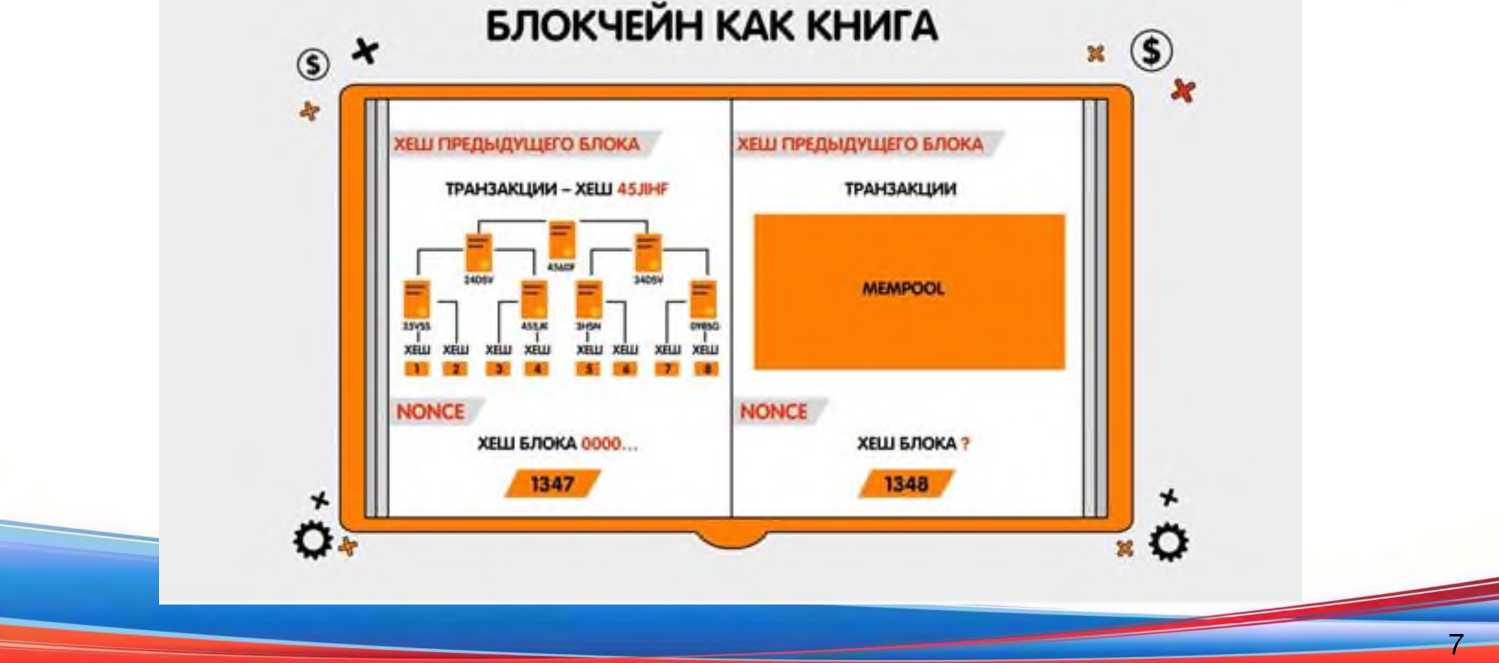 БЛОКЧЕЙН КАК КНИГА
$
$
ХЕШ ПРЕДЫДУЩЕГО БЛОКА
ТРАНЗАКЦИИ – ХЕШ 45JIHF
24DSV
34DSV
35VSS
3HSN
ХЕШ ХЕШ ХЕШ ХЕШ ХЕШ ХЕШ ХЕШ ХЕШ
1 2 3 4 5 6 7 8
NONCE
ХЕШ БЛОКА 0000...
1347
ХЕШ ПРЕДЫДУЩЕГО БЛОКА
ТРАНЗАКЦИИ
MEMPOOL
NONCE
ХЕШ БЛОКА ?
1348
7